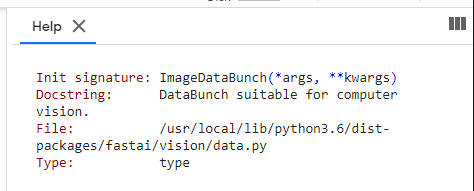 Help
Init signature: ImageDataBunch(*args, **kwargs)
Docstring:      DataBunch suitable for computer
vision.
File:           /usr/local/lib/python3.6/dist-
packages/fastai/vision/data.py
Type:           type